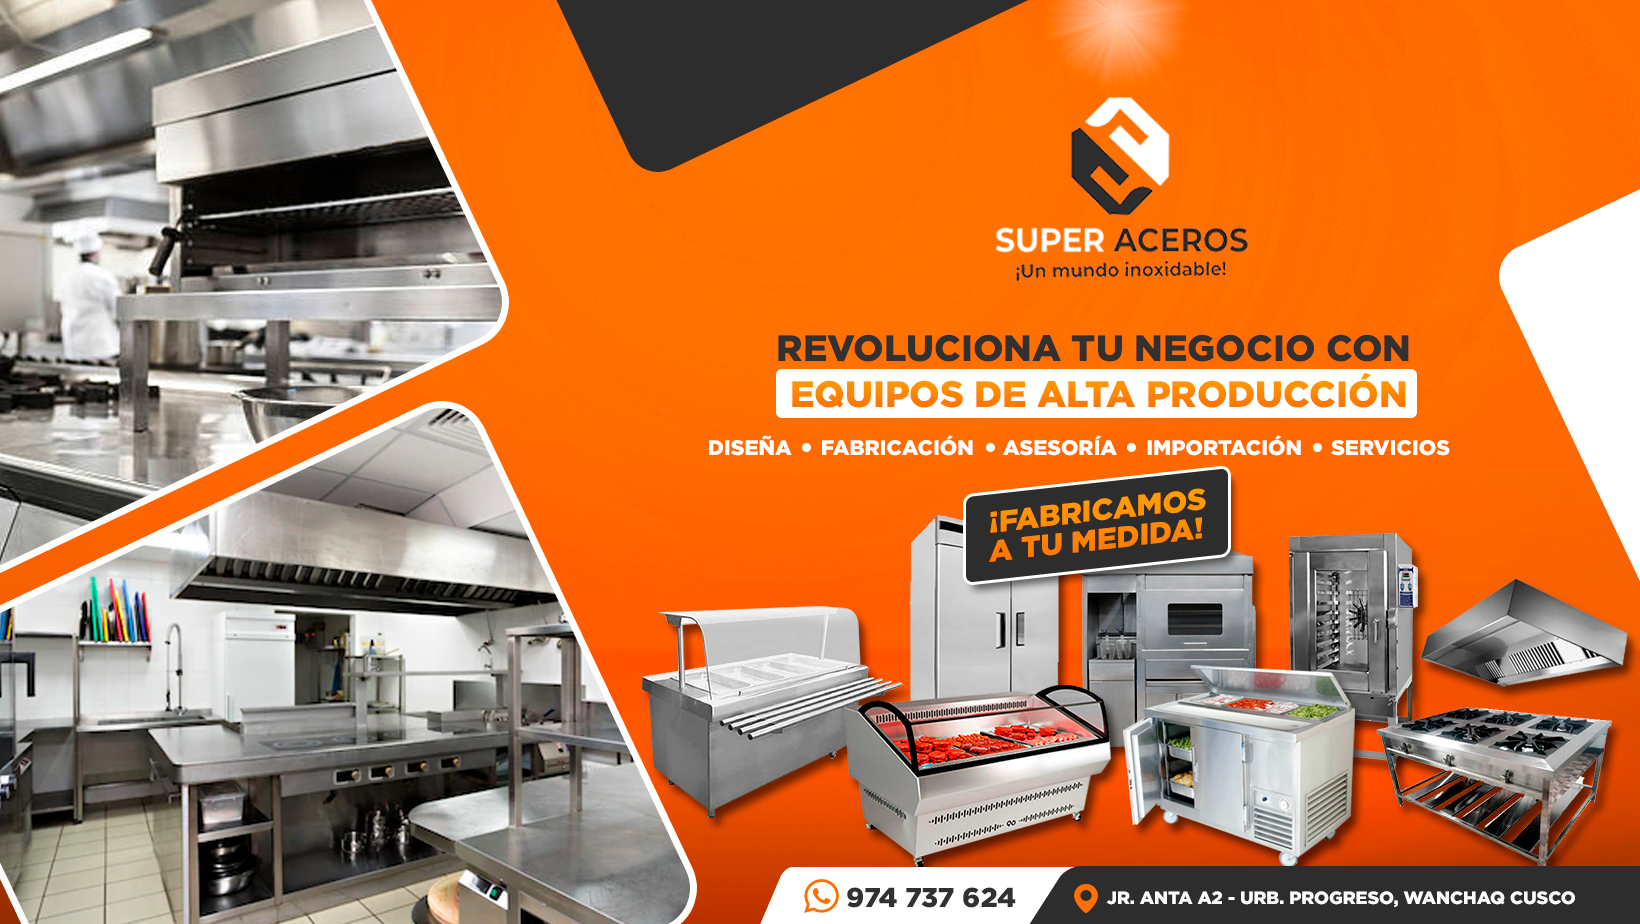 SUPER ACEROS
¡Un mundo inoxidable!
REVOLUCIONA TU NEGOCIO CON
EQUIPOS DE ALTA PRODUCCIÓN
DISEÑA • FABRICACIÓN • ASESORÍA • IMPORTACIÓN • SERVICIOS
¡FABRICAMOS
A TU MEDIDA!
974 737 624
JR. ANTA A2 - URB. PROGRESO, WANCHAQ CUSCO